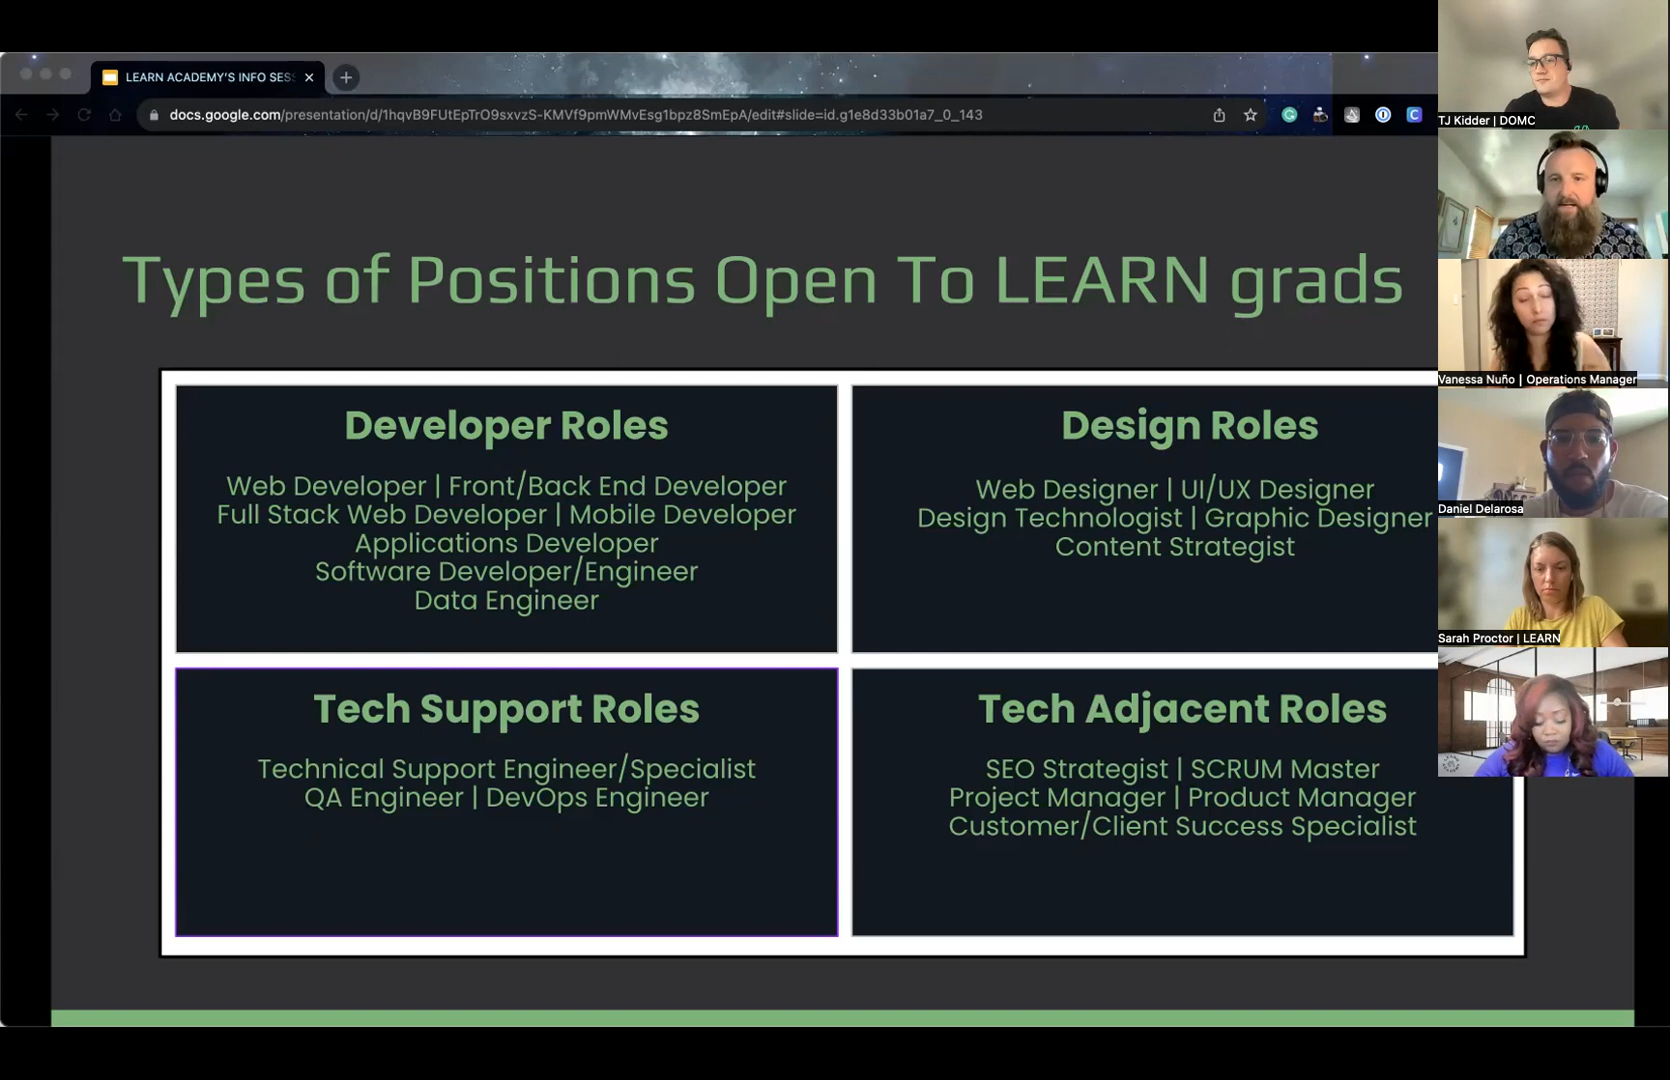 LEARN ACADEMY'S INFO SES
docs.google.com/presentation/d/1hqvB9FUtEpTrO9sxvzS-KMVf9pmWMvEsg1bpz8SmEpA/edit#slide=id.g1e8d33b01a7_0_143
Types of Positions Open To LEARN grads
Developer Roles
Web Developer | Front/Back End Developer
Full Stack Web Developer | Mobile Developer
Applications Developer
Software Developer/Engineer
Data Engineer
Design Roles
Web Designer | UI/UX Designer
Design Technologist | Graphic Designer
Content Strategist
Tech Support Roles
Technical Support Engineer/Specialist
QA Engineer | DevOps Engineer
Tech Adjacent Roles
SEO Strategist | SCRUM Master
Project Manager | Product Manager
Customer/Client Success Specialist
TJ Kidder | DOMC
Vanessa Nuño | Operations Manager
Daniel Delarosa
Sarah Proctor | LEARN